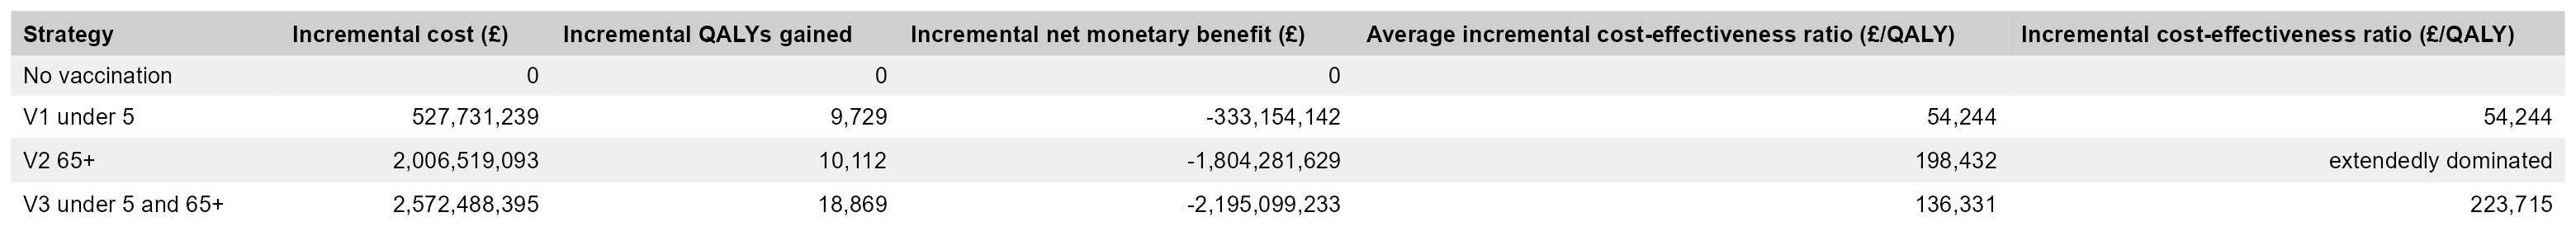 Strategy Incremental cost (£) Incremental QALYs gained Incremental net monetary benefit (£) Average incremental cost-effectiveness ratio (£/QALY) Incremental cost-effectiveness ratio (£/QALY)
No vaccination 0 0 0
V1 under 5 527,731,239 9,729 -333,154,142 54,244 54,244
V2 65+ 2,006,519,093 10,112 -1,804,281,629 198,432 extendedly dominated
V3 under 5 and 65+ 2,572,488,395 18,869 -2,195,099,233 136,331 223,715